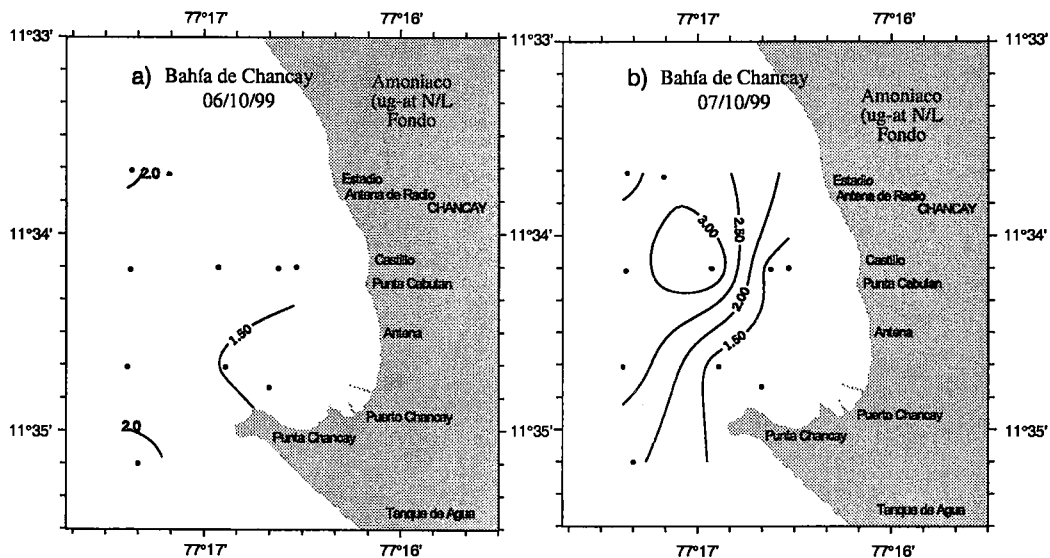 77°17' 77°16'
11°33'
a) Bahía de Chancay
06/10/99
Amoniaco
(ug-at N/L
Fondo
2.0
Estadio
Antena de Radio
CHANCAY
11°34'
Castillo
Punta Cabulan
1.50
Antena
2.0
Puerto Chancay
11°35'
Punta Chancay
Tanque de Agua
77°17' 77°16'
77°17' 77°16'
11°33' 11°33'
b) Bahía de Chancay
07/10/99
Amoniaco
(ug-at N/L
Fondo
Estadio
Antena de Radio
CHANCAY
3.00
2.50
11°34' 11°34'
Castillo
Punta Cabulan
2.00
1.50
Antena
Puerto Chancay
11°35' 11°35'
Punta Chancay
Tanque de Agua
77°17' 77°16'